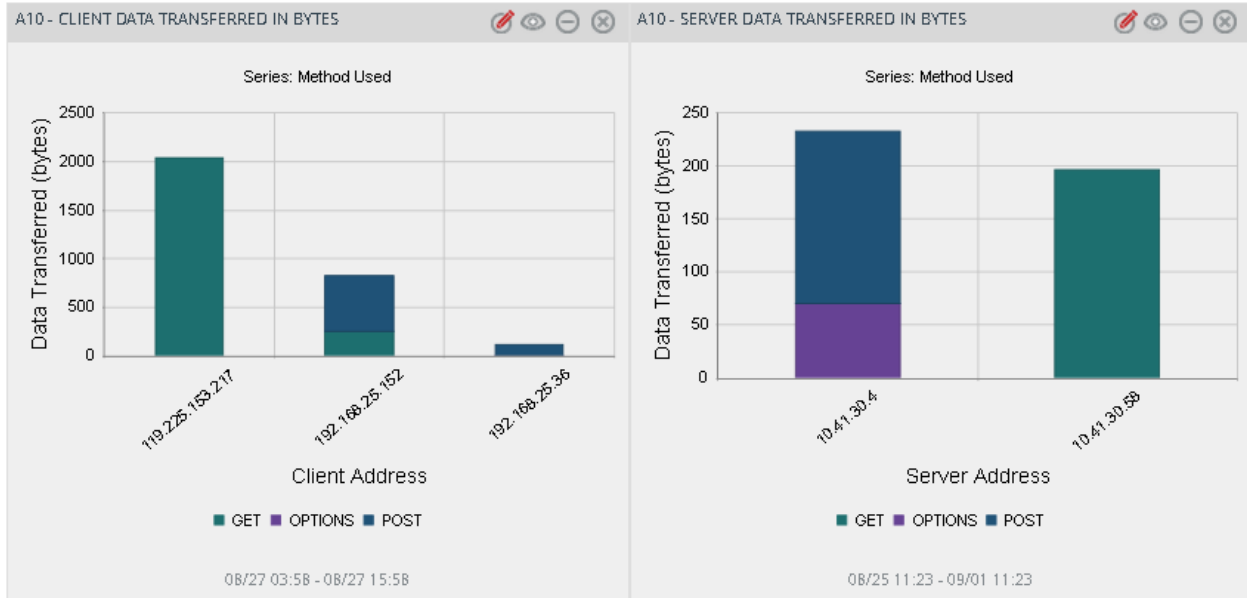 A10 - CLIENT DATA TRANSFERRED IN BYTES
Series: Method Used
Data Transferred (bytes)
2500
2000
1500
1000
500
0
119.225.153.217
192.168.25.152
192.168.25.36
Client Address
GET OPTIONS POST
08/27 03:58 - 08/27 15:58
A10 - SERVER DATA TRANSFERRED IN BYTES
Series: Method Used
Data Transferred (bytes)
250
200
150
100
50
0
10.41.30.4
10.41.30.58
Server Address
GET OPTIONS POST
08/25 11:23 - 09/01 11:23